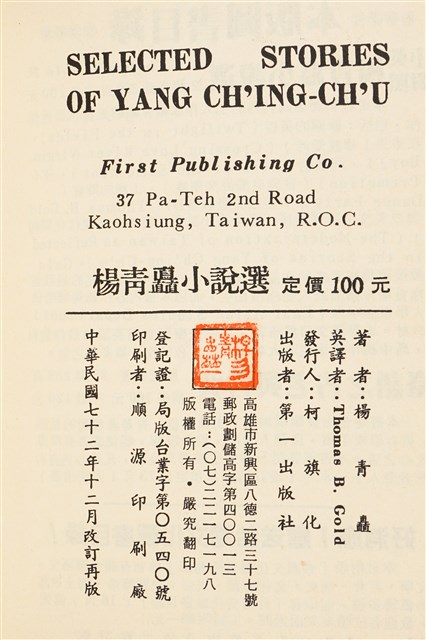 SELECTED STORIES
OF YANG CH'ING-CH'U
First Publishing Co.
37 Pa-Teh 2nd Road
Kaohsiung, Taiwan, R.O.C.
楊青矗小說選 定價 100 元
著者：楊青矗
英譯者：Thomas B. Gold
發行人：柯旗化
出版者：第一出版社
高雄市新興區八德二路三十七號
郵政劃儲高字第四〇〇一三
電話：(〇七)二二一七一九八
版權所有・嚴究翻印
登記證：局版台業字第〇五四〇號
印刷者：順源印刷廠
中華民國七十二年十二月改訂再版